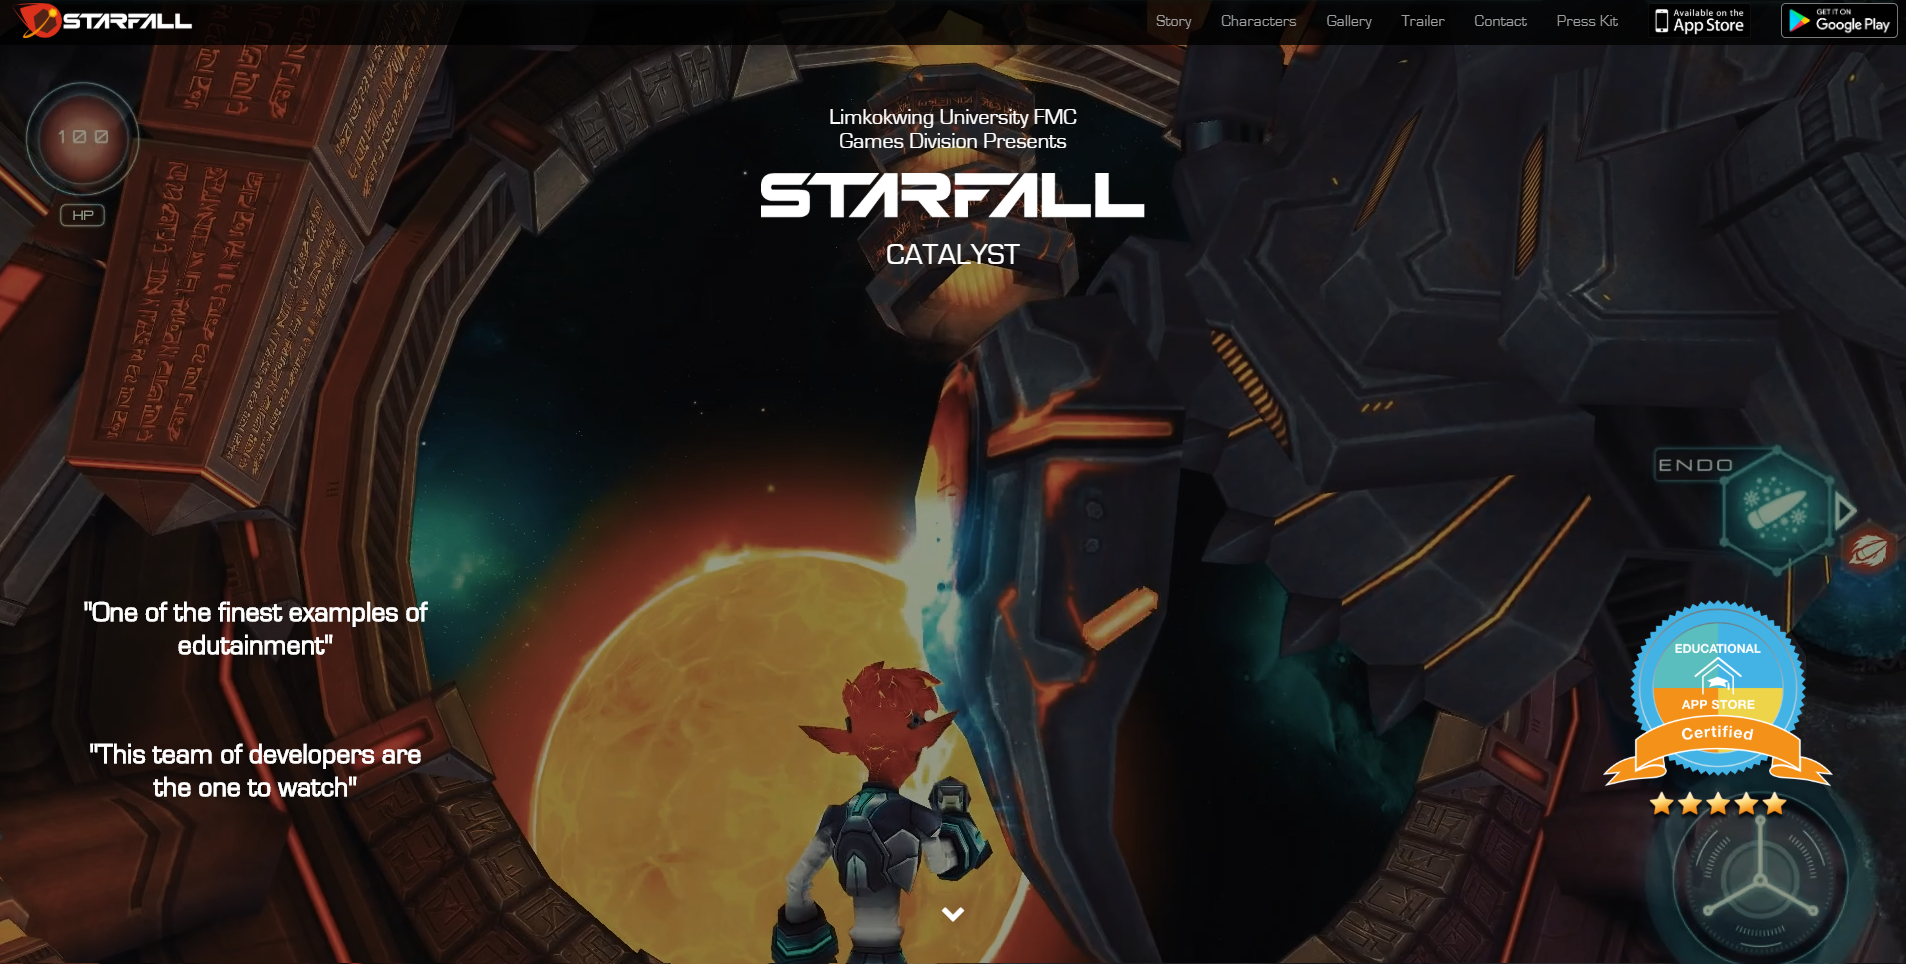 STARFALL
Story Characters Gallery Trailer Contact Press Kit
Available on the
App Store
GET IT ON
Google Play
100
HP
Limkokwing University FMC
Games Division Presents
STARFALL
CATALYST
ENDO
"One of the finest examples of
edutainment"
"This team of developers are
the one to watch"
EDUCATIONAL
APP STORE
Certified